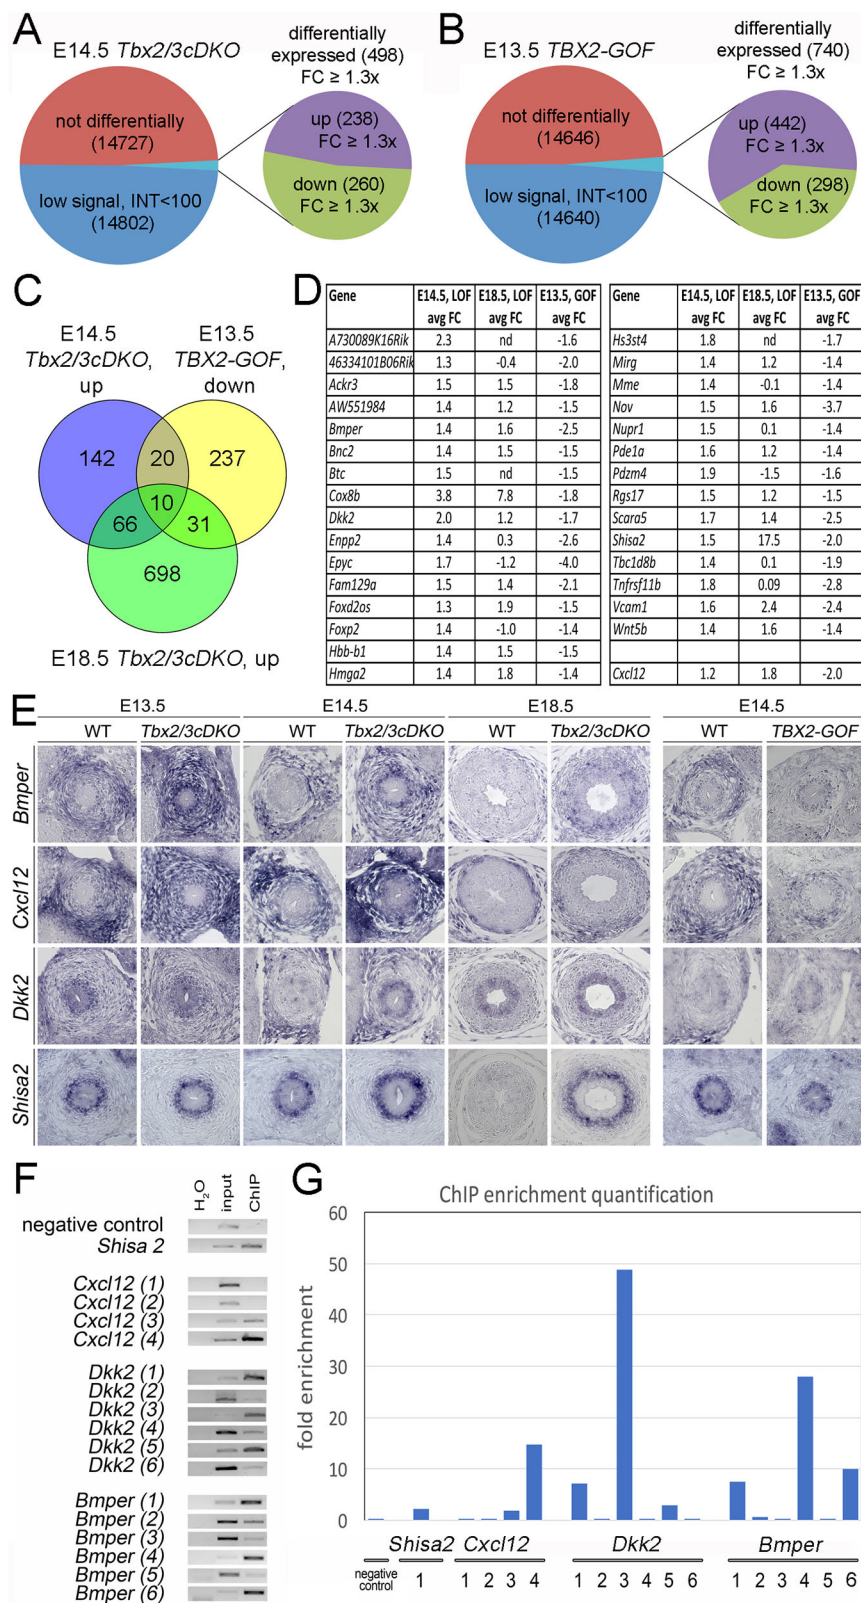 A
E14.5 Tbx2/3cDKO
differentially
expressed (498)
FC ≥ 1.3x
not differentially
(14727)
low signal, INT<100
(14802)
up (238)
FC ≥ 1.3x
down (260)
FC ≥ 1.3x
B
E13.5 TBX2-GOF
differentially
expressed (740)
FC ≥ 1.3x
not differentially
(14646)
low signal, INT<100
(14640)
up (442)
FC ≥ 1.3x
down (298)
FC ≥ 1.3x
C
E14.5
Tbx2/3cDKO,
up
E13.5
TBX2-GOF,
down
142
20
237
10
66
31
698
E18.5 Tbx2/3cDKO, up
D
Gene E14.5, LOF avg FC E18.5, LOF avg FC E13.5, GOF avg FC
A730089K16Rik 2.3 nd -1.6
46334101B06Rik 1.3 -0.4 -2.0
Ackr3 1.5 1.5 -1.8
AW551984 1.4 1.2 -1.5
Bmper 1.4 1.6 -2.5
Bnc2 1.4 1.5 -1.5
Btc 1.5 nd -1.5
Cox8b 3.8 7.8 -1.8
Dkk2 2.0 1.2 -1.7
Enpp2 1.4 0.3 -2.6
Epyc 1.7 -1.2 -4.0
Fam129a 1.5 1.4 -2.1
Foxd2os 1.3 1.9 -1.5
Foxp2 1.4 -1.0 -1.4
Hbb-b1 1.4 1.5 -1.5
Hmga2 1.4 1.8 -1.4
Gene E14.5, LOF avg FC E18.5, LOF avg FC E13.5, GOF avg FC
Hs3st4 1.8 nd -1.7
Mirg 1.4 1.2 -1.4
Mme 1.4 -0.1 -1.4
Nov 1.5 1.6 -3.7
Nupr1 1.5 0.1 -1.4
Pde1a 1.6 1.2 -1.4
Pdzm4 1.9 -1.5 -1.6
Rgs17 1.5 1.2 -1.5
Scara5 1.7 1.4 -2.5
Shisa2 1.5 17.5 -2.0
Tbc1d8b 1.4 0.1 -1.9
Tnfrsf11b 1.8 0.09 -2.8
Vcam1 1.6 2.4 -2.4
Wnt5b 1.4 1.6 -1.4
Cxcl12 1.2 1.8 -2.0
E
E13.5 E14.5 E18.5 E14.5
WT Tbx2/3cDKO WT Tbx2/3cDKO WT Tbx2/3cDKO WT TBX2-GOF
Bmper
Cxcl12
Dkk2
Shisa2
F
H2O input ChIP
negative control
Shisa 2
Cxcl12 (1)
Cxcl12 (2)
Cxcl12 (3)
Cxcl12 (4)
Dkk2 (1)
Dkk2 (2)
Dkk2 (3)
Dkk2 (4)
Dkk2 (5)
Dkk2 (6)
Bmper (1)
Bmper (2)
Bmper (3)
Bmper (4)
Bmper (5)
Bmper (6)
G
ChIP enrichment quantification
fold enrichment
60
50
40
30
20
10
0
Shisa2 Cxcl12 Dkk2 Bmper
negative
control
1 1 2 3 4 1 2 3 4 5 6 1 2 3 4 5 6